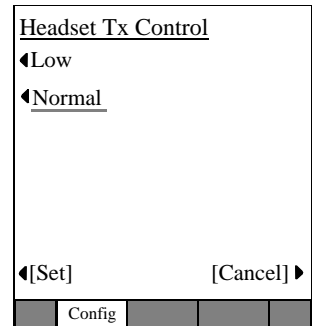 Headset Tx Control
Low
Normal
[Set] [Cancel]
Config